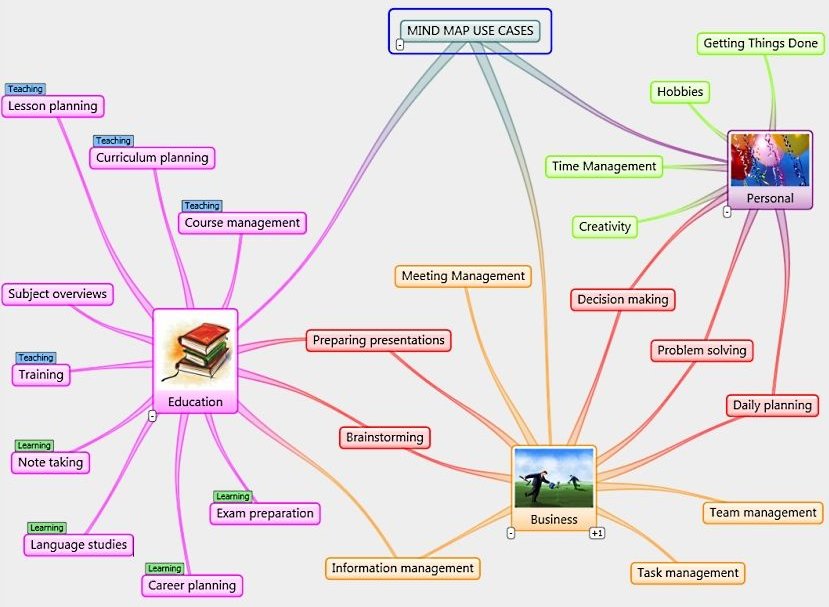 MIND MAP USE CASES
-
Getting Things Done
Hobbies
Time Management
Creativity
Personal
-
Teaching
Lesson planning
Teaching
Curriculum planning
Teaching
Course management
Subject overviews
Teaching
Training
Education
-
Learning
Note taking
Learning
Language studies
Learning
Career planning
Learning
Exam preparation
Meeting Management
Preparing presentations
Brainstorming
Information management
Decision making
Problem solving
Daily planning
Business
-
+1
Team management
Task management